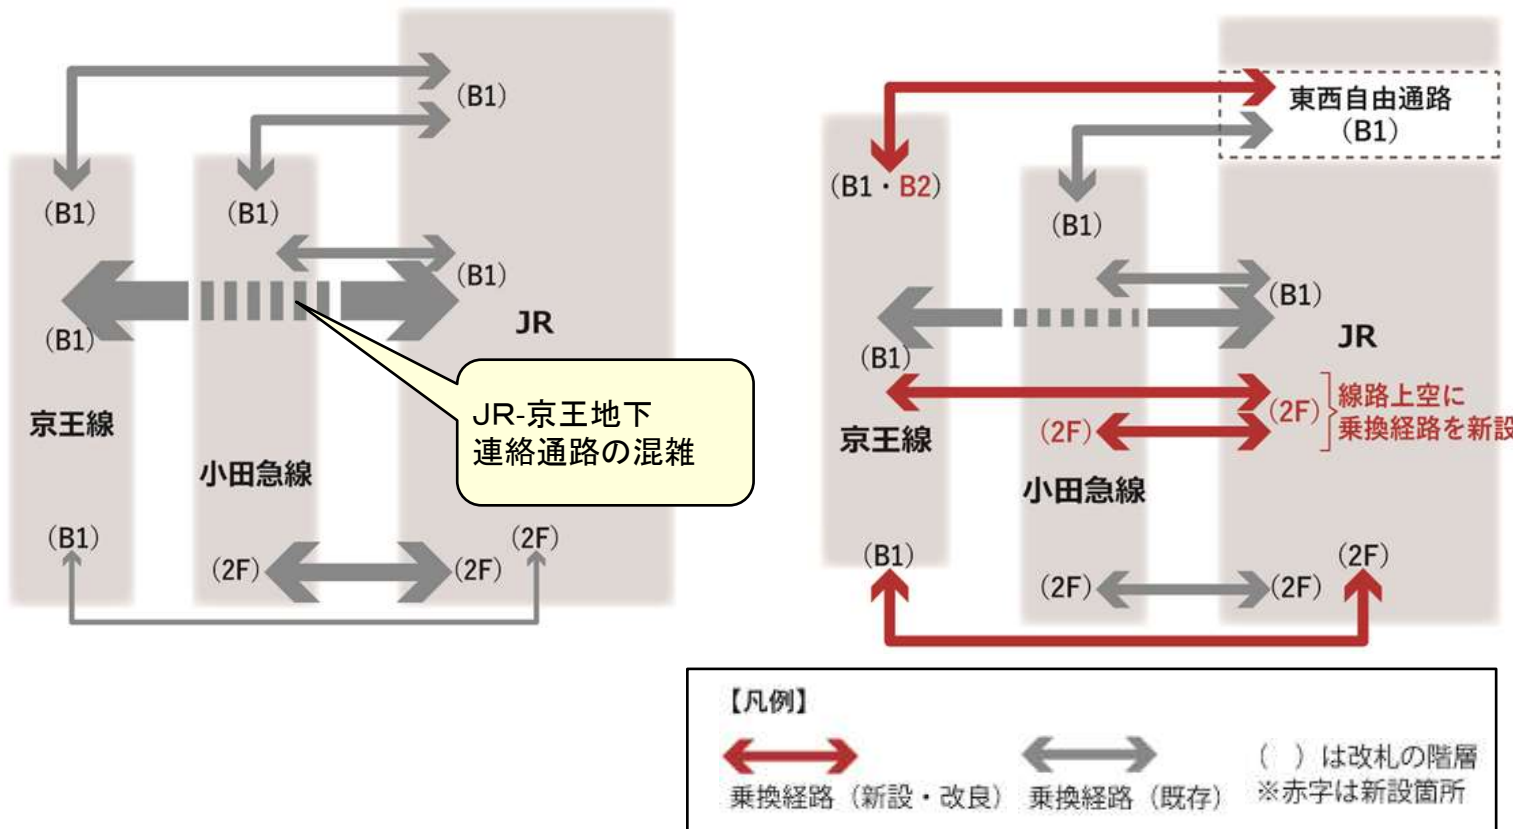 (B1)
(B1)
(B1)
(B1)
(B1)
JR
JR-京王地下
連絡通路の混雑
京王線
小田急線
(B1)
(2F)
(2F)
(2F)
東西自由通路
(B1)
(B1・B2)
(B1)
(B1)
JR
(B1)
(2F)
線路上空に
乗換経路を新設
(2F)
京王線
小田急線
(B1)
(2F)
(2F)
(2F)
【凡例】
乗換経路（新設・改良）
乗換経路（既存）
（　）は改札の階層
※赤字は新設箇所